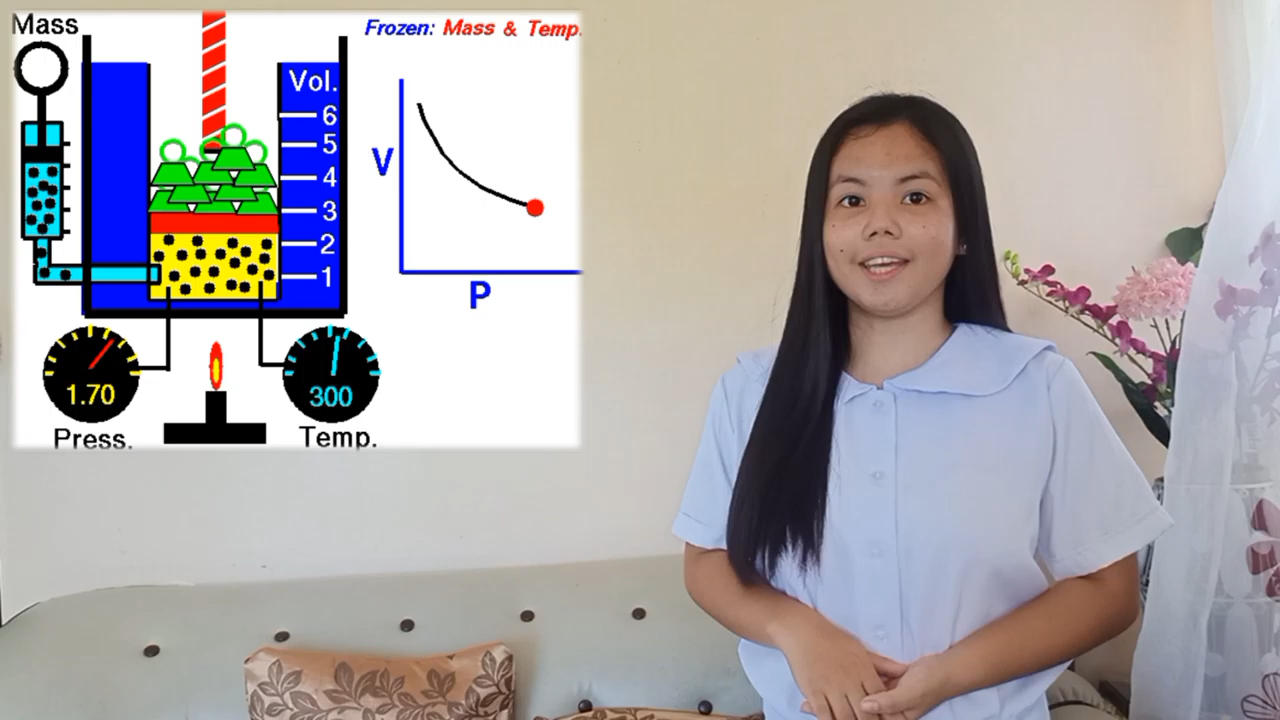 Mass
Frozen: Mass & Temp.
Vol.
6
5
4
3
2
1
V
P
1.70
300
Press.
Temp.